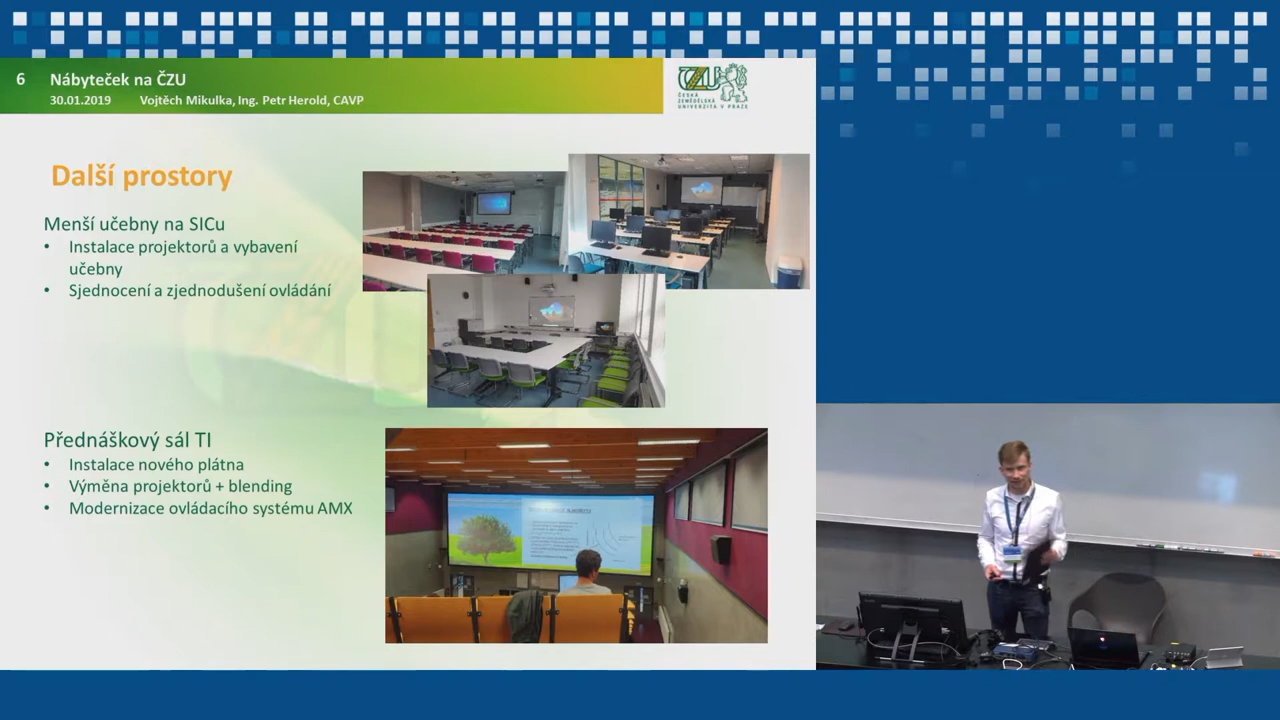 6
Nábyteček na ČZU
30.01.2019 Vojtěch Mikulka, Ing. Petr Herold, CAVP
ČZU
ČESKÁ
ZEMĚDĚLSKÁ
UNIVERZITA V PRAZE
Další prostory
Menší učebny na SICu
• Instalace projektorů a vybavení
učebny
• Sjednocení a zjednodušení ovládání
Přednáškový sál TI
• Instalace nového plátna
• Výměna projektorů + blending
• Modernizace ovládacího systému AMX